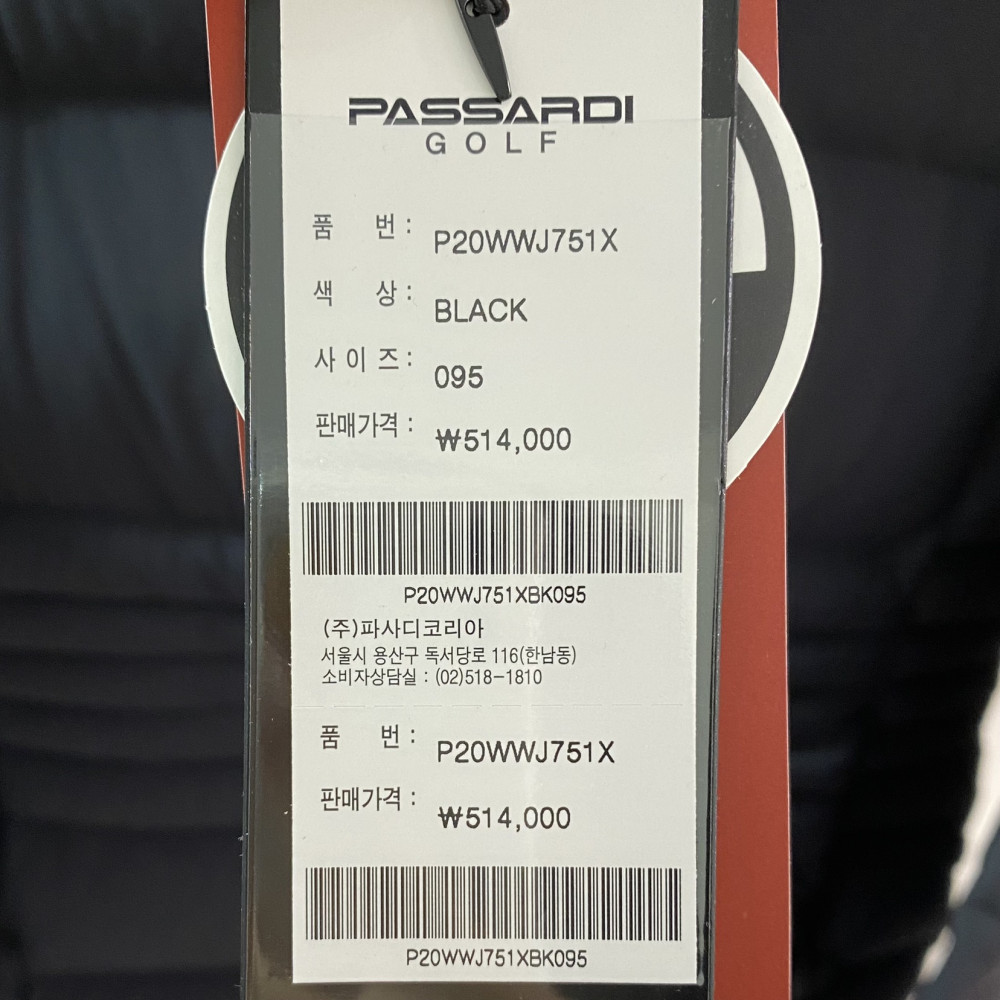 PASSARDI
GOLF
품 번 : P20WWJ751X
색 상 : BLACK
사 이 즈 : 095
판매가격 : ₩514,000
P20WWJ751XBK095
(주)파사디코리아
서울시 용산구 독서당로 116(한남동)
소비자상담실 : (02)518-1810
품 번 : P20WWJ751X
판매가격 : ₩514,000
P20WWJ751XBK095